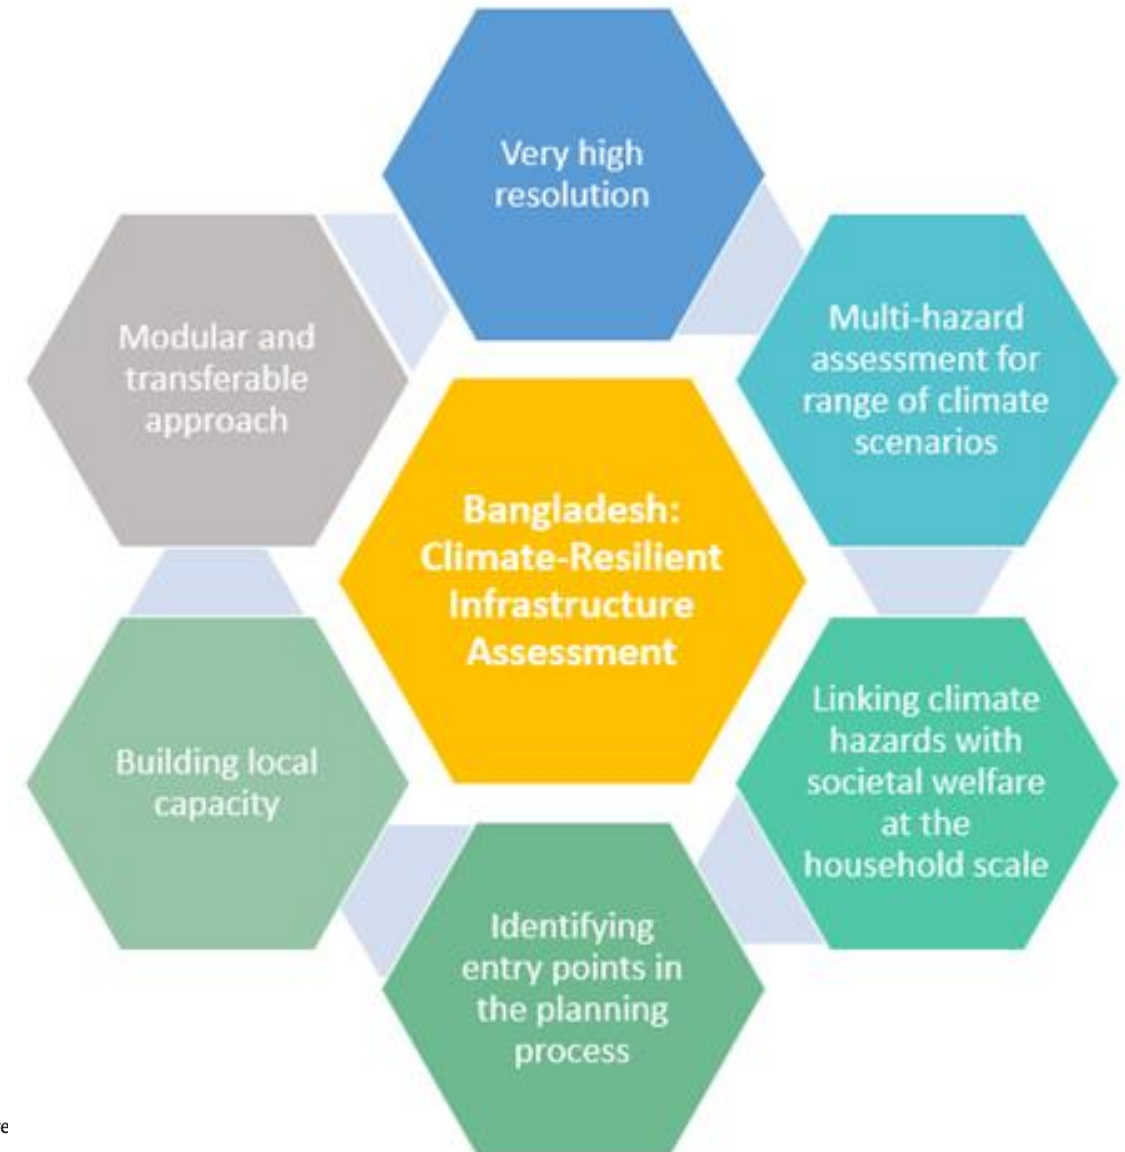 Very high
resolution
Multi-hazard
assessment for
range of climate
scenarios
Modular and
transferable
approach
Bangladesh:
Climate-Resilient
Infrastructure
Assessment
Linking climate
hazards with
societal welfare
at the
household scale
Building local
capacity
Identifying
entry points in
the planning
process